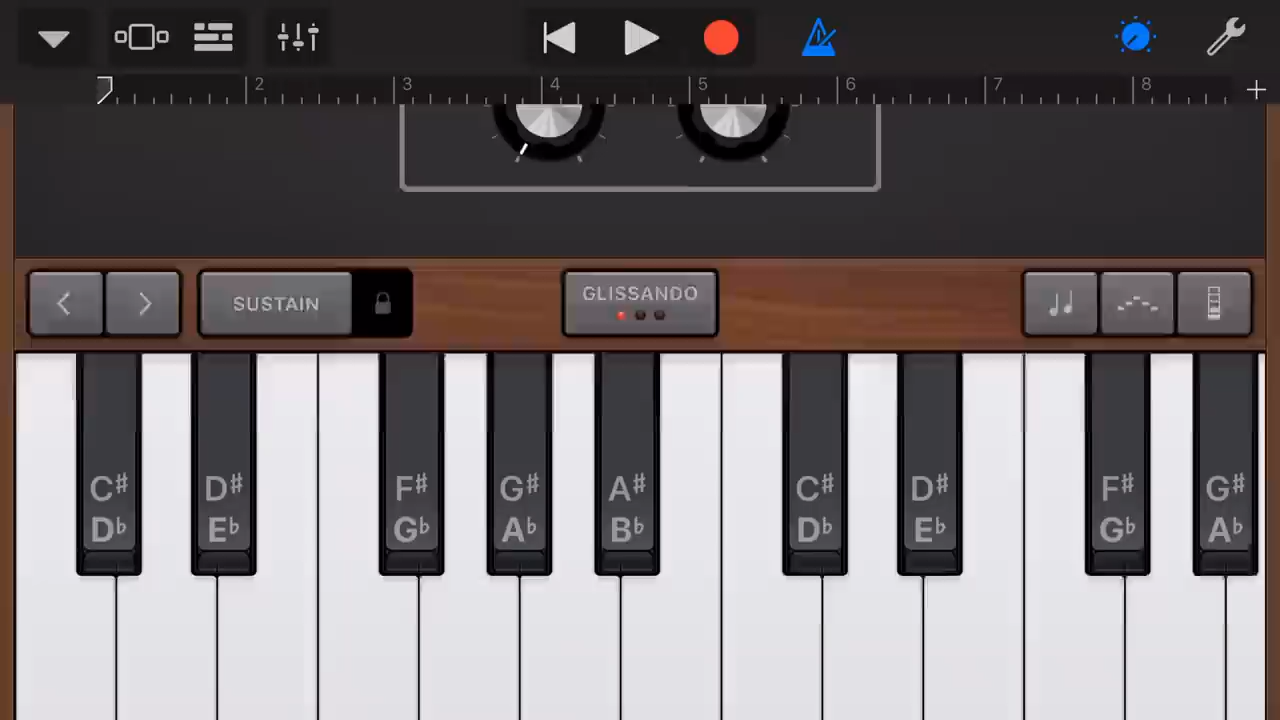 2 3 4 5 6 7 8
SUSTAIN GLISSANDO
C♯ D♯ F♯ G♯ A♯ C♯ D♯ F♯ G♯
D♭ E♭ G♭ A♭ B♭ D♭ E♭ G♭ A♭